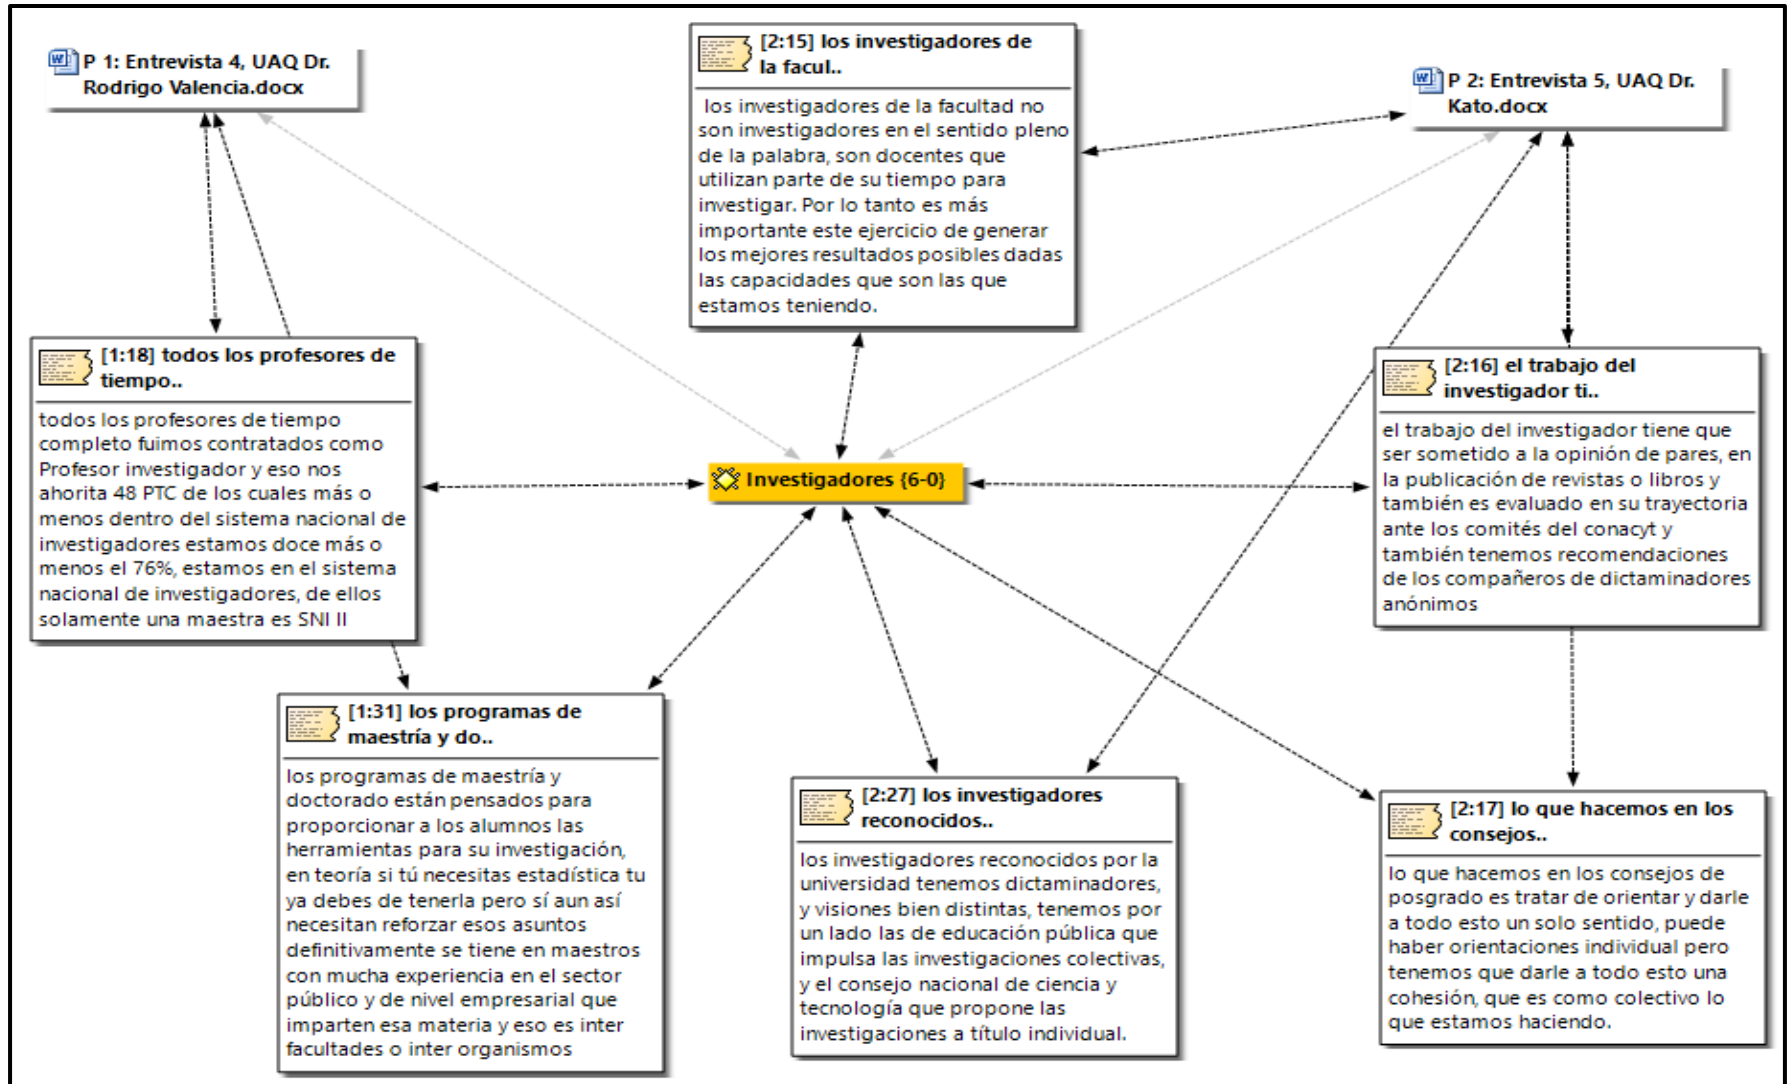 P 1: Entrevista 4, UAQ Dr.
Rodrigo Valencia.docx
[2:15] los investigadores de
la facul..
los investigadores de la facultad no
son investigadores en el sentido pleno
de la palabra, son docentes que
utilizan parte de su tiempo para
investigar. Por lo tanto es más
importante este ejercicio de generar
los mejores resultados posibles dadas
las capacidades que son las que
estamos teniendo.
P 2: Entrevista 5, UAQ Dr.
Kato.docx
[1:18] todos los profesores de
tiempo..
todos los profesores de tiempo
completo fuimos contratados como
Profesor investigador y eso nos
ahorita 48 PTC de los cuales más o
menos dentro del sistema nacional de
investigadores estamos doce más o
menos el 76%, estamos en el sistema
nacional de investigadores, de ellos
solamente una maestra es SNI II
Investigadores {6-0}
[2:16] el trabajo del
investigador ti..
el trabajo del investigador tiene que
ser sometido a la opinión de pares, en
la publicación de revistas o libros y
también es evaluado en su trayectoria
ante los comités del conacyt y
también tenemos recomendaciones
de los compañeros de dictaminadores
anónimos
[1:31] los programas de
maestría y do..
los programas de maestría y
doctorado están pensados para
proporcionar a los alumnos las
herramientas para su investigación,
en teoría si tú necesitas estadística tu
ya debes de tenerla pero sí aun así
necesitan reforzar esos asuntos
definitivamente se tiene en maestros
con mucha experiencia en el sector
público y de nivel empresarial que
imparten esa materia y eso es inter
facultades o inter organismos
[2:27] los investigadores
reconocidos..
los investigadores reconocidos por la
universidad tenemos dictaminadores,
y visiones bien distintas, tenemos por
un lado las de educación pública que
impulsa las investigaciones colectivas,
y el consejo nacional de ciencia y
tecnología que propone las
investigaciones a título individual.
[2:17] lo que hacemos en los
consejos..
lo que hacemos en los consejos de
posgrado es tratar de orientar y darle
a todo esto un solo sentido, puede
haber orientaciones individual pero
tenemos que darle a todo esto una
cohesión, que es como colectivo lo
que estamos haciendo.